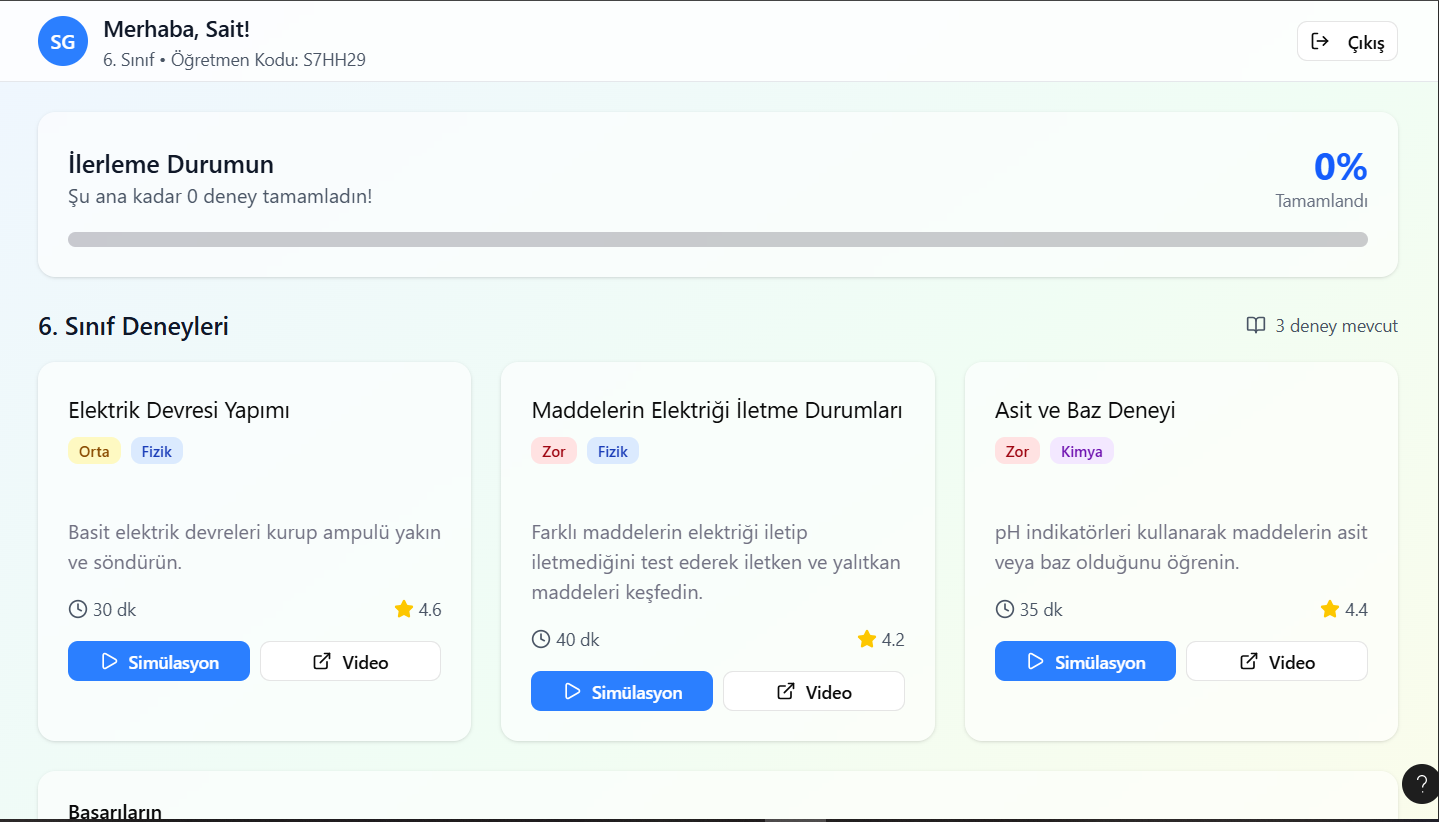 SG
Merhaba, Sait!
6. Sınıf • Öğretmen Kodu: S7HH29
Çıkış
İlerleme Durumun
Şu ana kadar 0 deney tamamladın!
0%
Tamamlandı
6. Sınıf Deneyleri
3 deney mevcut
Elektrik Devresi Yapımı
Orta
Fizik
Basit elektrik devreleri kurup ampulü yakın
ve söndürün.
30 dk
4.6
Simülasyon
Video
Maddelerin Elektriği İletme Durumları
Zor
Fizik
Farklı maddelerin elektriği iletip
iletmediğini test ederek iletken ve yalıtkan
maddeleri keşfedin.
40 dk
4.2
Simülasyon
Video
Asit ve Baz Deneyi
Zor
Kimya
pH indikatörleri kullanarak maddelerin asit
veya baz olduğunu öğrenin.
35 dk
4.4
Simülasyon
Video
Başarıların
?